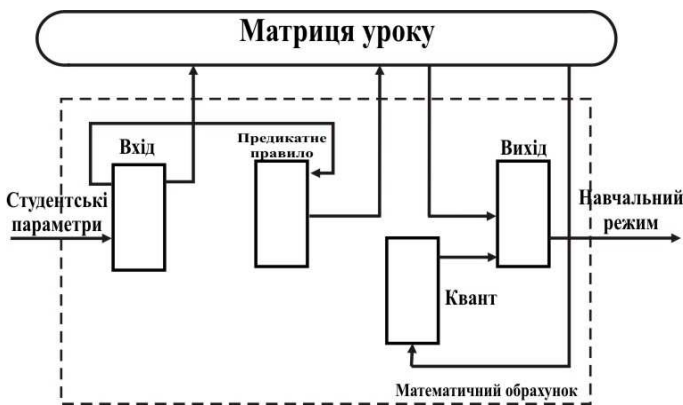 Матриця уроку
Вхід
Предикатне
правило
Вихід
Студентські
параметри
Навчальний
режим
Квант
Математичний обрахунок